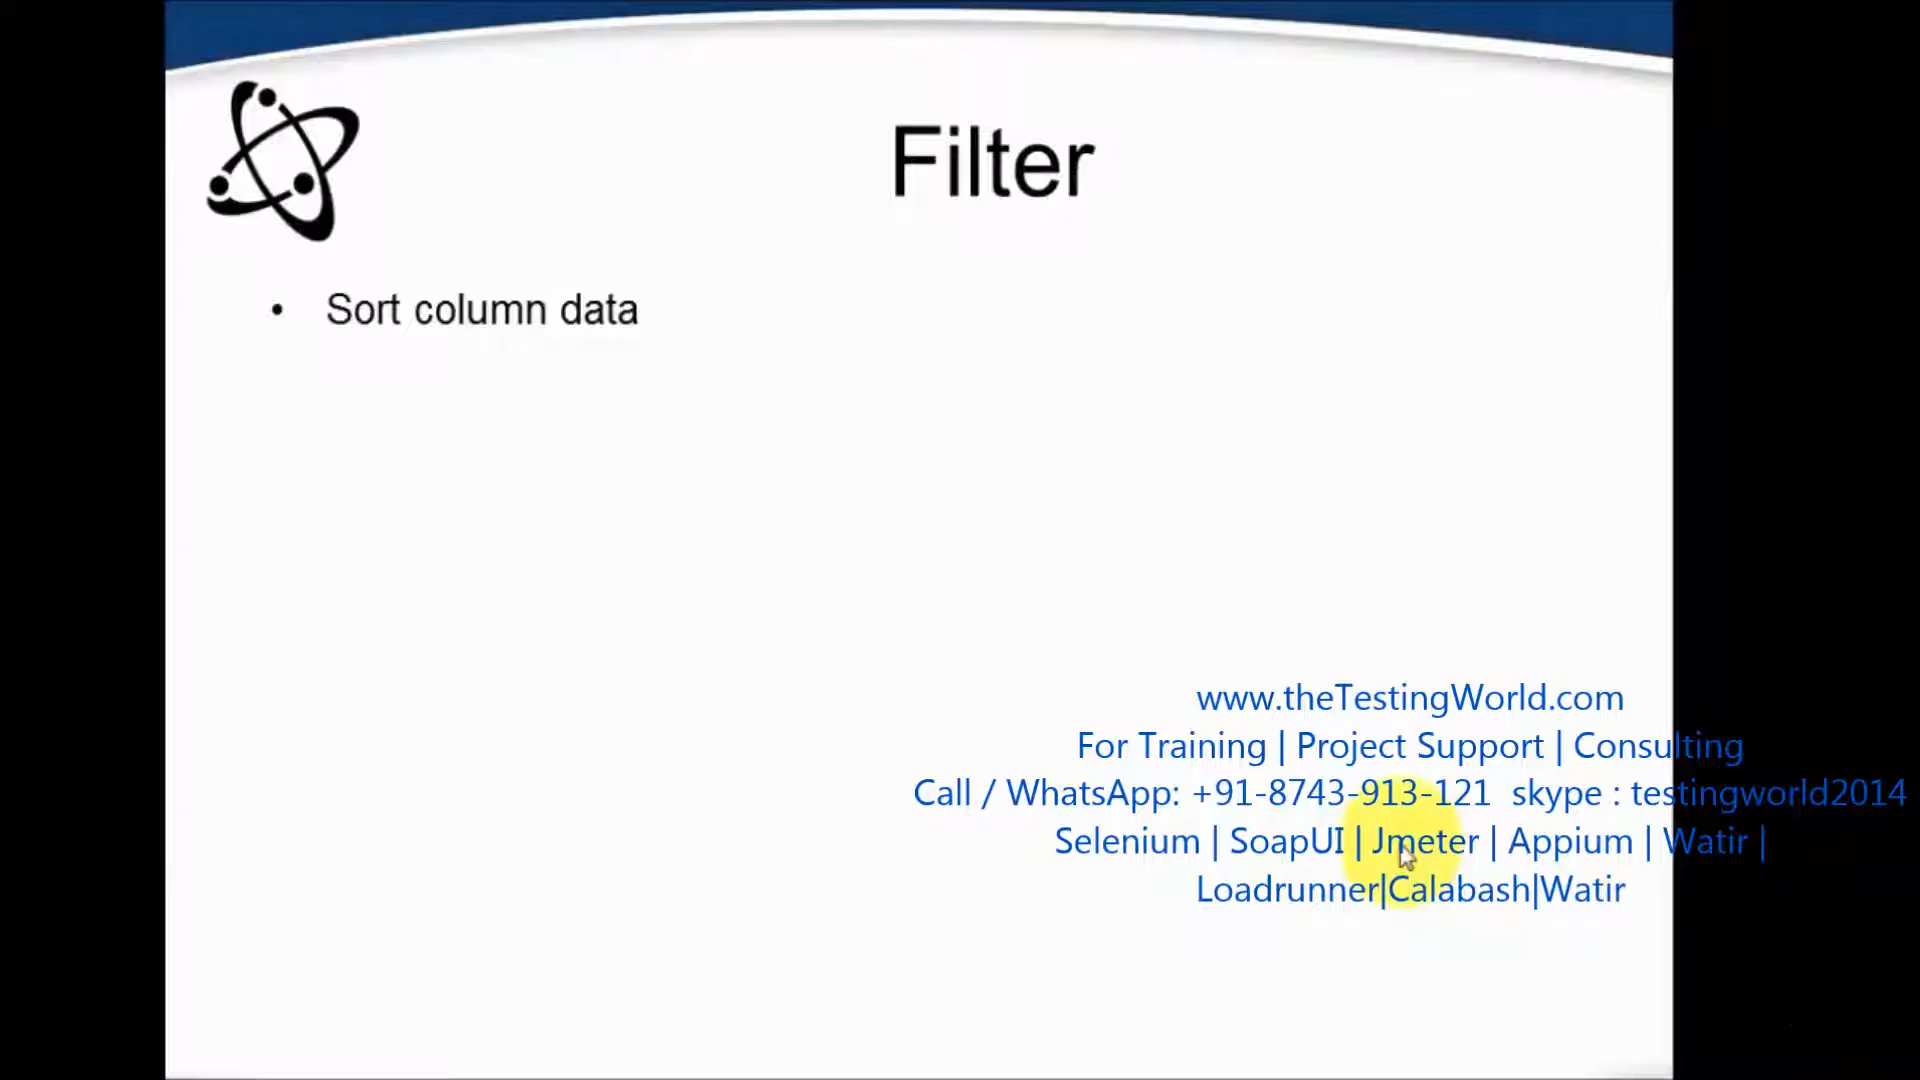 Filter
• Sort column data
www.theTestingWorld.com
For Training | Project Support | Consulting
Call / WhatsApp: +91-8743-913-121 skype : testingworld2014
Selenium | SoapUI | Jmeter | Appium | Watir |
Loadrunner|Calabash|Watir